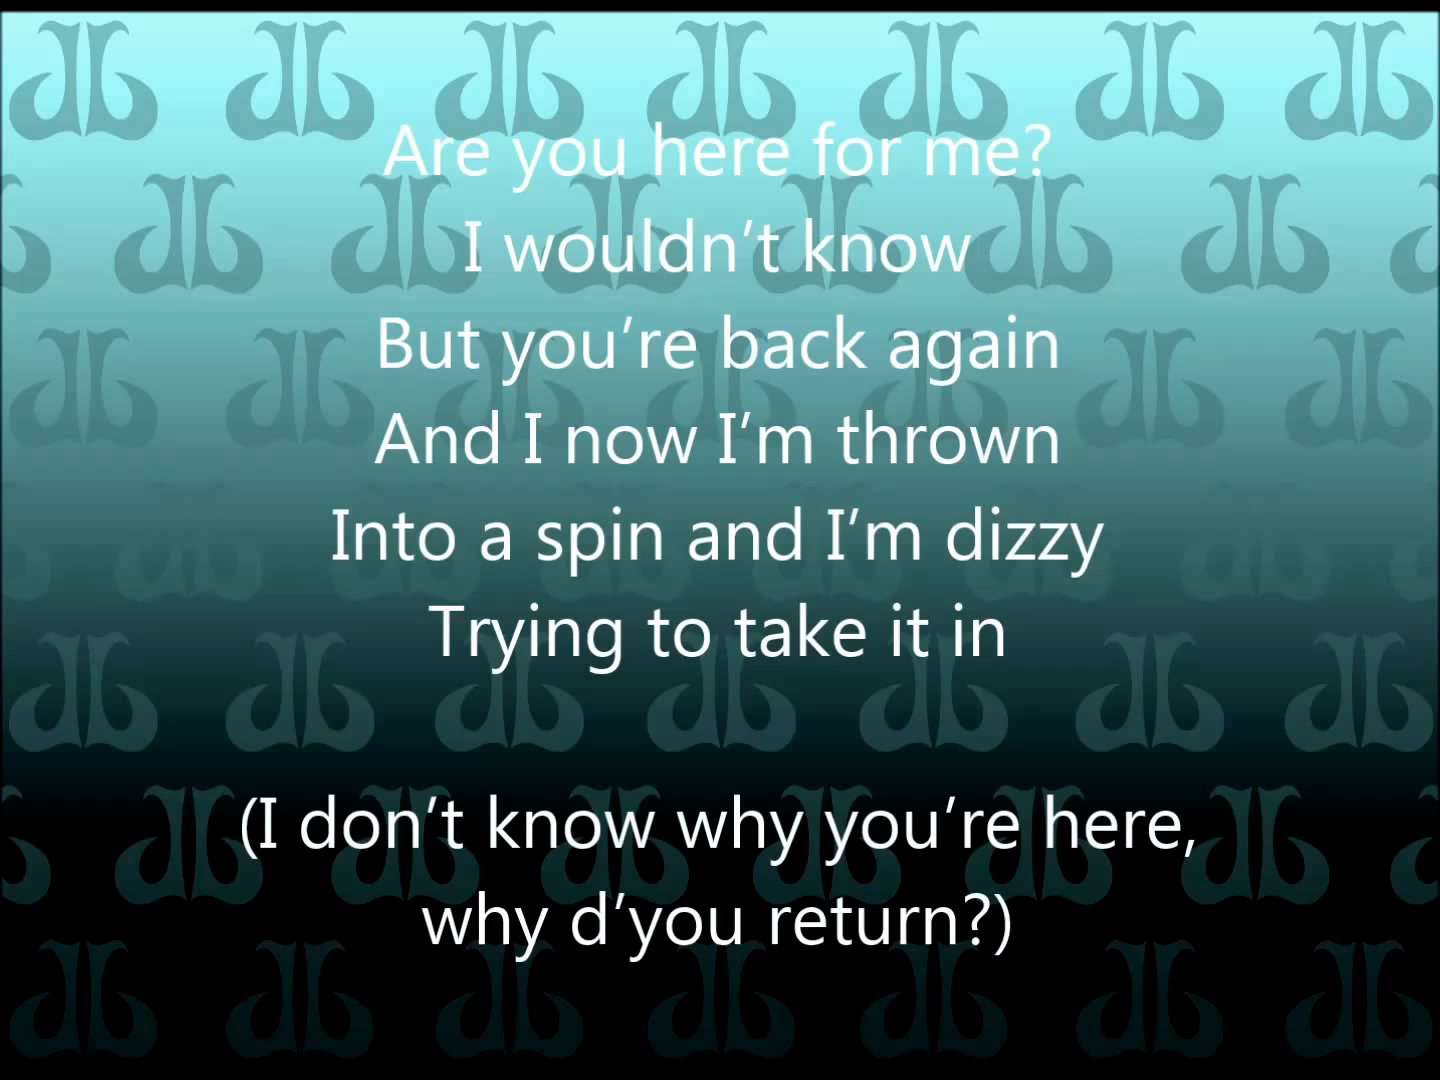 Are you here for me?
I wouldn’t know
But you’re back again
And I now I’m thrown
Into a spin and I’m dizzy
Trying to take it in
(I don’t know why you’re here,
why d’you return?)